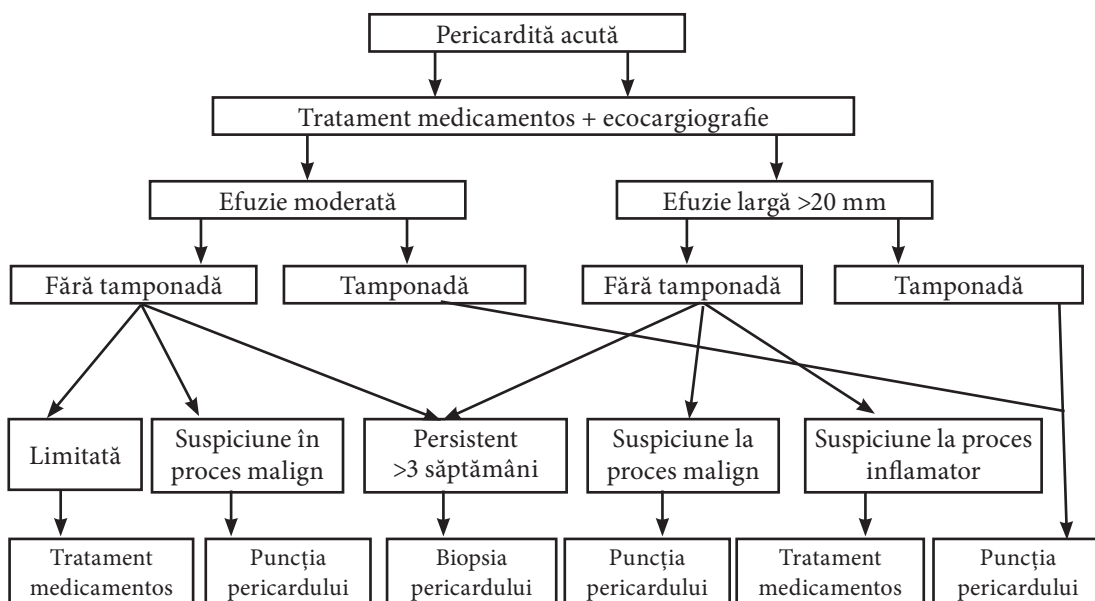 Pericardită acută
Tratament medicamentos + ecocargiografie
Efuzie moderată
Efuzie largă >20 mm
Fără tamponadă
Tamponadă
Fără tamponadă
Tamponadă
Limitată
Suspiciune în
proces malign
Persistent
>3 săptămâni
Suspiciune la
proces malign
Suspiciune la proces
inflamator
Tratament
medicamentos
Puncția
pericardului
Biopsia
pericardului
Puncția
pericardului
Tratament
medicamentos
Puncția
pericardului